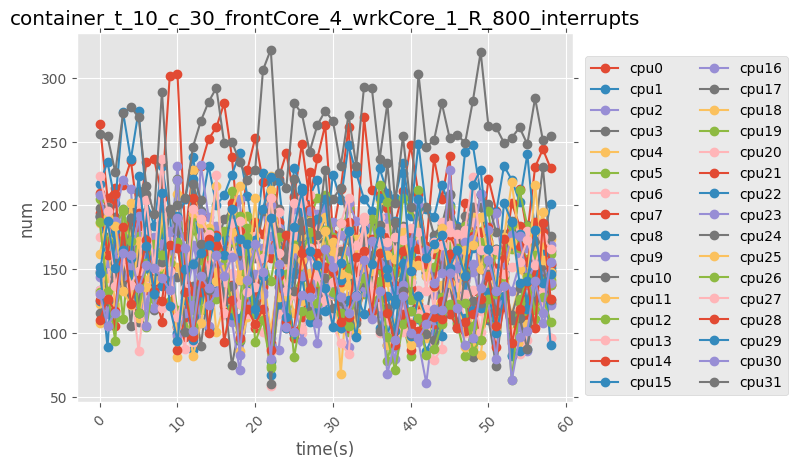 container_t_10_c_30_frontCore_4_wrkCore_1_R_800_interrupts
num
300
250
200
150
100
50
0
10
20
30
40
50
60
time(s)
cpu0
cpu1
cpu2
cpu3
cpu4
cpu5
cpu6
cpu7
cpu8
cpu9
cpu10
cpu11
cpu12
cpu13
cpu14
cpu15
cpu16
cpu17
cpu18
cpu19
cpu20
cpu21
cpu22
cpu23
cpu24
cpu25
cpu26
cpu27
cpu28
cpu29
cpu30
cpu31